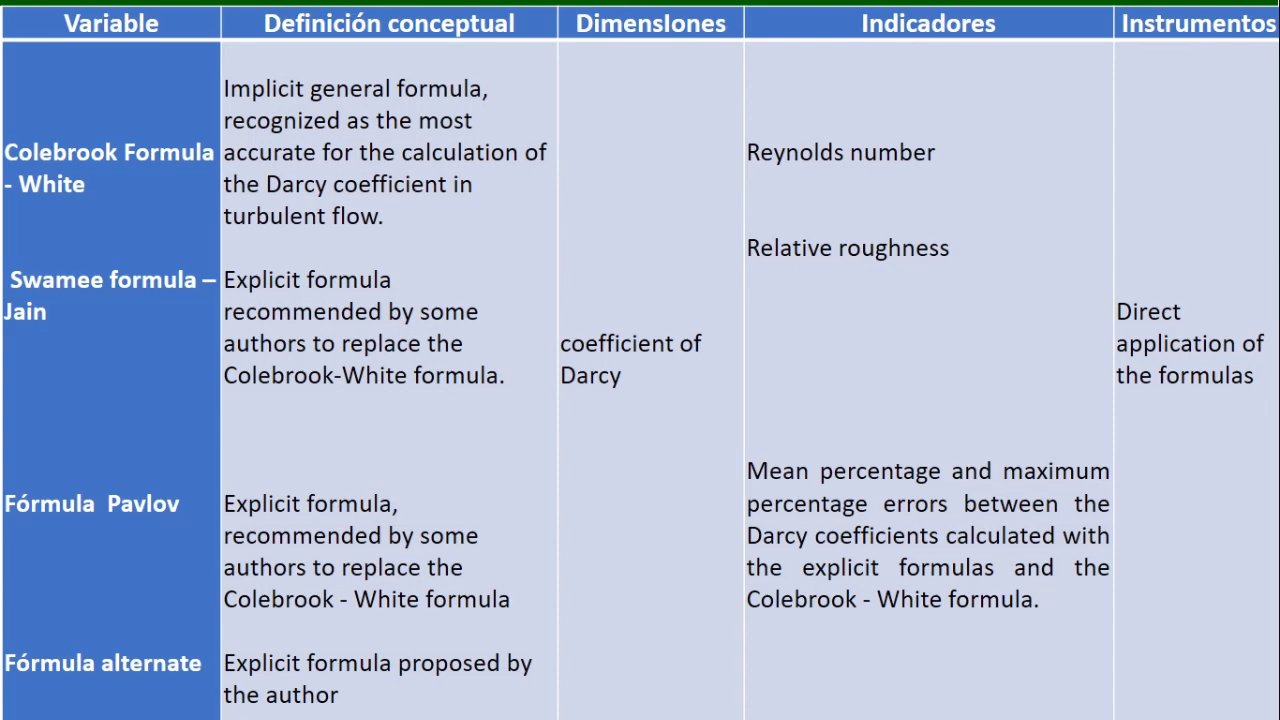 Variable
Definición conceptual
DimensIones
Indicadores
Instrumentos
Colebrook Formula
- White
Implicit general formula,
recognized as the most
accurate for the calculation of
the Darcy coefficient in
turbulent flow.
Swamee formula –
Jain
Explicit formula
recommended by some
authors to replace the
Colebrook-White formula.
Fórmula Pavlov
Explicit formula,
recommended by some
authors to replace the
Colebrook - White formula
Fórmula alternate
Explicit formula proposed by
the author
coefficient of
Darcy
Reynolds number
Relative roughness
Mean percentage and maximum
percentage errors between the
Darcy coefficients calculated with
the explicit formulas and the
Colebrook - White formula.
Direct
application of
the formulas